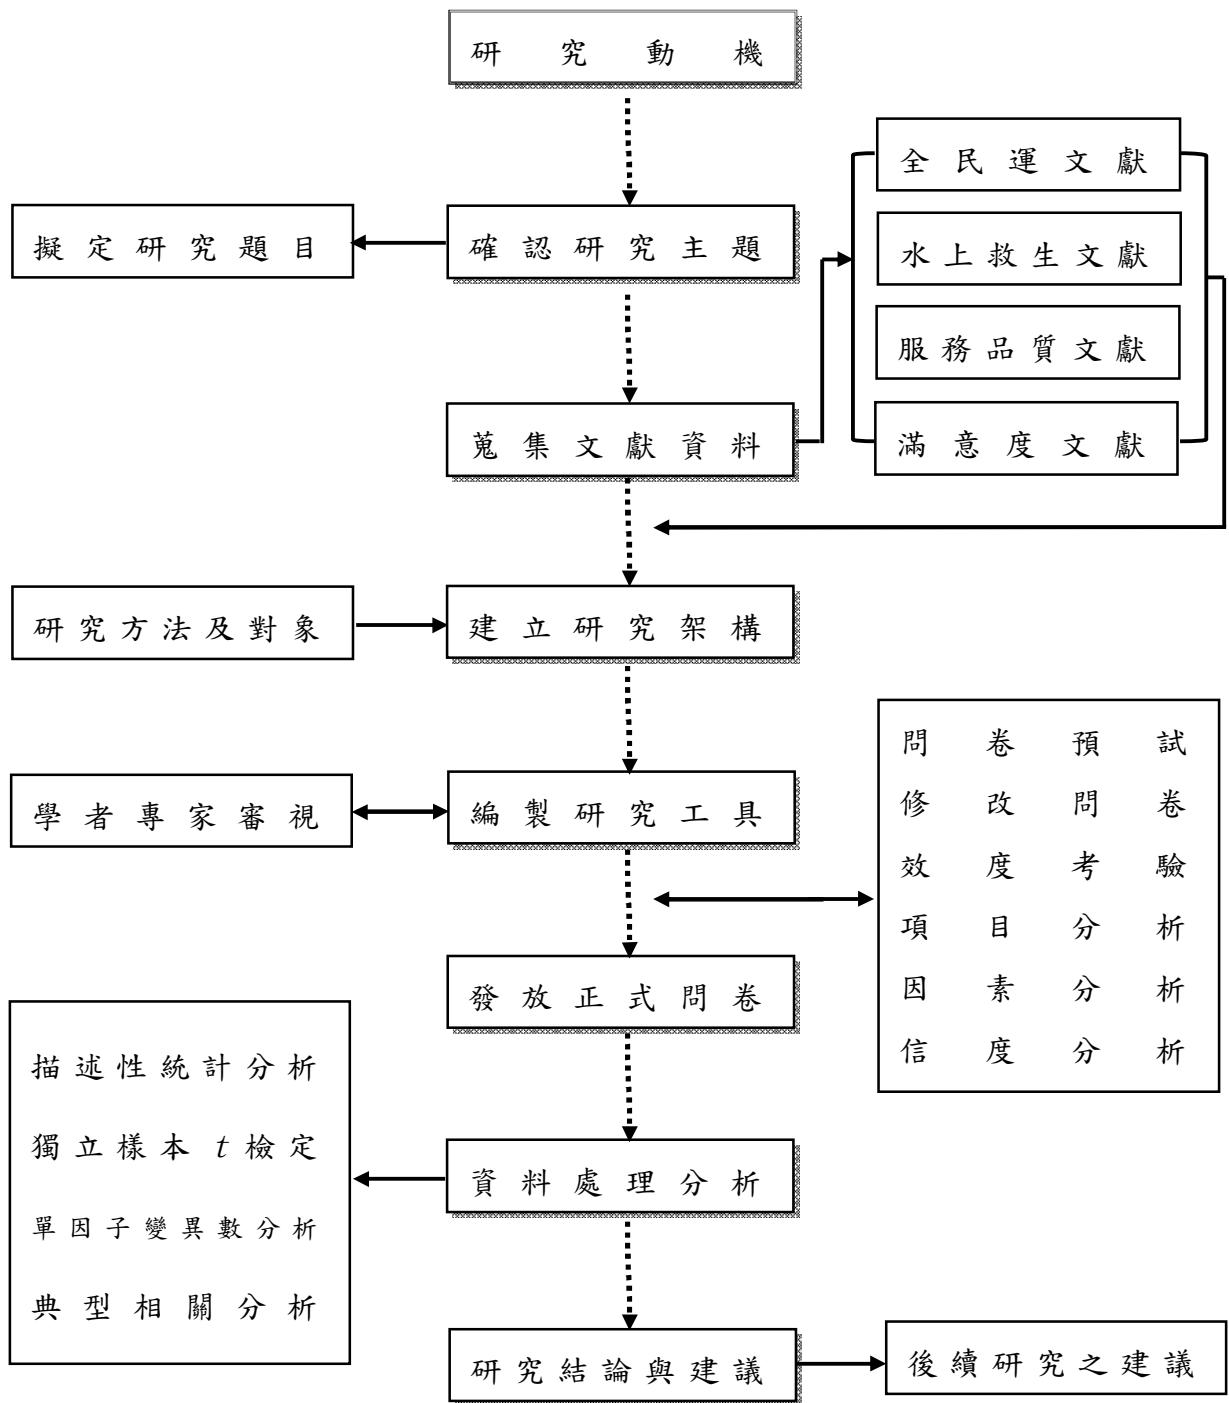 研究動機
全民運文獻
擬定研究題目
確認研究主題
水上救生文獻
服務品質文獻
蒐集文獻資料
滿意度文獻
研究方法及對象
建立研究架構
問卷預試
修改問卷
效度考驗
項目分析
因素分析
信度分析
學者專家審視
編製研究工具
發放正式問卷
描述性統計分析
獨立樣本 t 檢定
單因子變異數分析
典型相關分析
資料處理分析
研究結論與建議
後續研究之建議